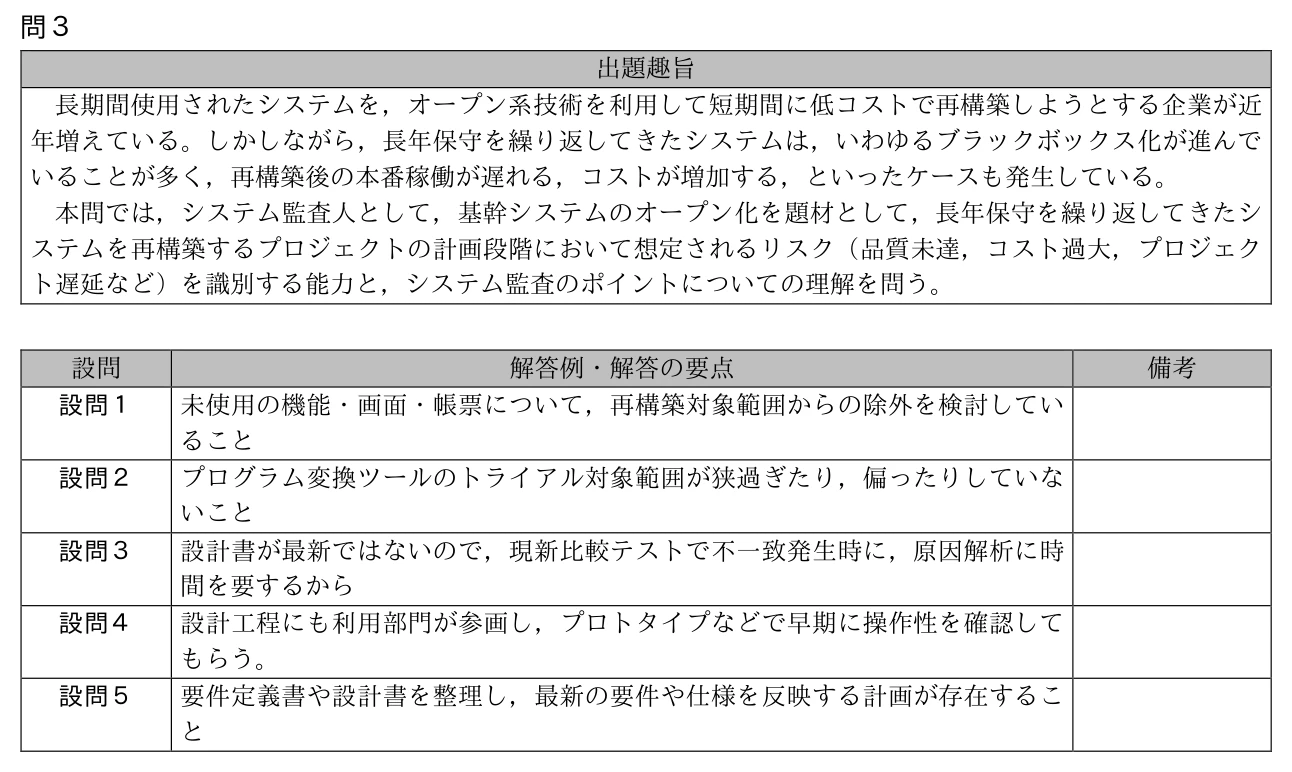 問3
出題趣旨
　長期間使用されたシステムを，オープン系技術を利用して短期間に低コストで再構築しようとする企業が近
年増えている。しかしながら，長年保守を繰り返してきたシステムは，いわゆるブラックボックス化が進んで
いることが多く，再構築後の本番稼働が遅れる，コストが増加する，といったケースも発生している。
　本問では，システム監査人として，基幹システムのオープン化を題材として，長年保守を繰り返してきたシ
ステムを再構築するプロジェクトの計画段階において想定されるリスク（品質未達，コスト過大，プロジェク
ト遅延など）を識別する能力と，システム監査のポイントについての理解を問う。
設問 解答例・解答の要点 備考
設問1 未使用の機能・画面・帳票について，再構築対象範囲からの除外を検討してい
ること
設問2 プログラム変換ツールのトライアル対象範囲が狭過ぎたり，偏ったりしていな
いこと
設問3 設計書が最新ではないので，現新比較テストで不一致発生時に，原因解析に時
間を要するから
設問4 設計工程にも利用部門が参画し，プロトタイプなどで早期に操作性を確認して
もらう。
設問5 要件定義書や設計書を整理し，最新の要件や仕様を反映する計画が存在するこ
と